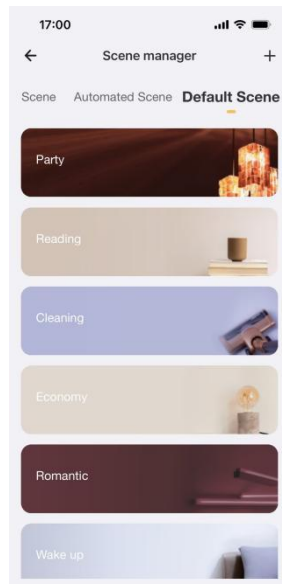 17:00
Scene manager
Scene Automated Scene Default Scene
Party
Reading
Cleaning
Economy
Romantic
Wake up